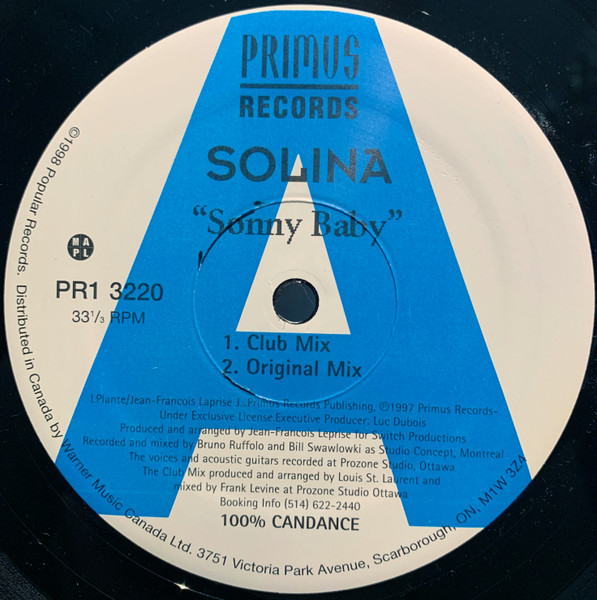 PRIMUS
RECORDS
SOLINA
"Sonny Baby"
MAPL
PR1 3220
33⅓ RPM
1. Club Mix
2. Original Mix
I.Plante/Jean-Francois Laprise J..Primus Records Publishing, ©1997 Primus Records-
Under Exclusive License.Executive Producer; Luc Dubois
Produced and arranged by Jean-Francois Leprise for Switch Productions
Recorded and mixed by Bruno Ruffolo and Bill Swawlowki as Studio Concept, Montreal
The voices and acoustic guitars recorded at Prozone Studio, Ottawa
The Club Mix produced and arranged by Louis St. Laurent and
mixed by Frank Levine at Prozone Studio Ottawa
Booking Info (514) 622-2440
100% CANDANCE
©1998 Popular Records. Distributed in Canada by Warner Music Canada Ltd. 3751 Victoria Park Avenue, Scarborough, ON, M1W 3Z4